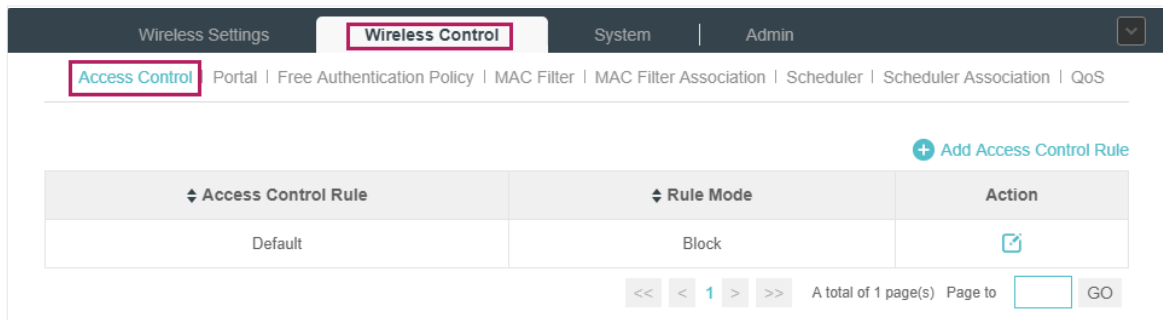 Wireless Settings Wireless Control System | Admin
Access Control | Portal | Free Authentication Policy | MAC Filter | MAC Filter Association | Scheduler | Scheduler Association | QoS
Add Access Control Rule
Access Control Rule Rule Mode Action
Default Block
<< < 1 > >> A total of 1 page(s) Page to GO